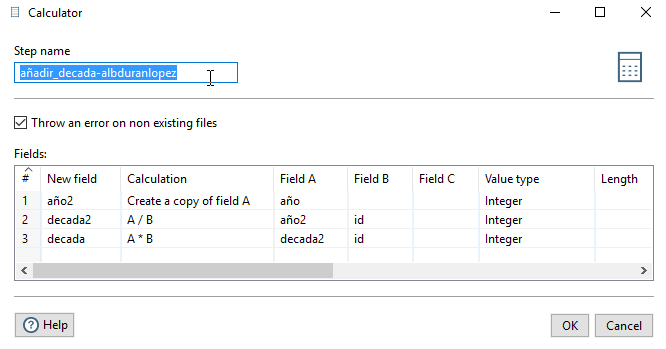 Calculator
Step name
añadir_decada-albduranlopez
Throw an error on non existing files
Fields:
# New field Calculation Field A Field B Field C Value type Length
1 año2 Create a copy of field A año Integer
2 decada2 A / B año2 id Integer
3 decada A * B decada2 id Integer
Help OK Cancel